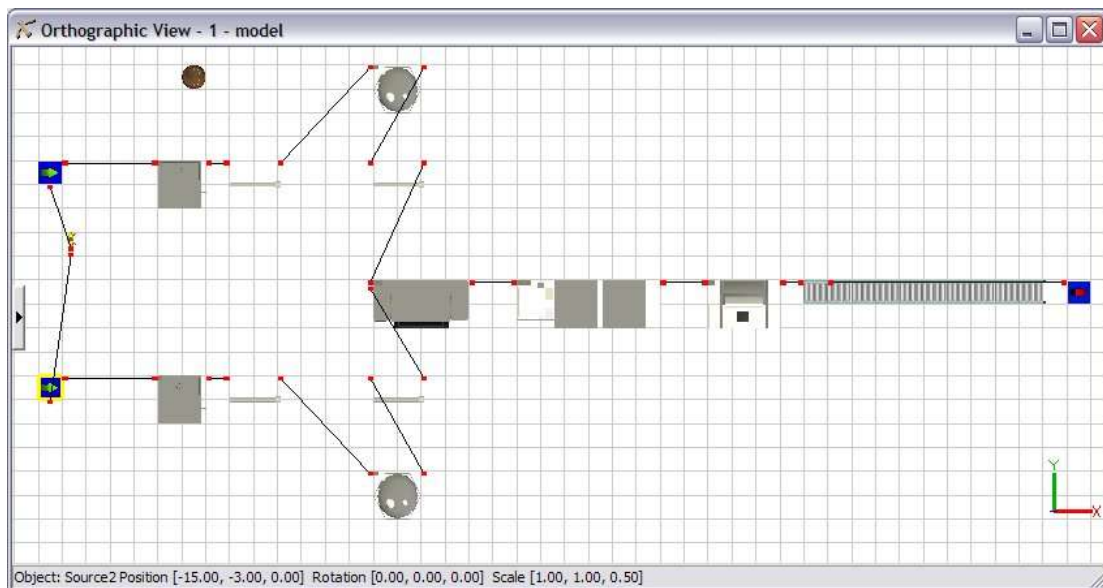 Orthographic View - 1 - model
Y
X
Object: Source2 Position [-15.00, -3.00, 0.00] Rotation [0.00, 0.00, 0.00] Scale [1.00, 1.00, 0.50]